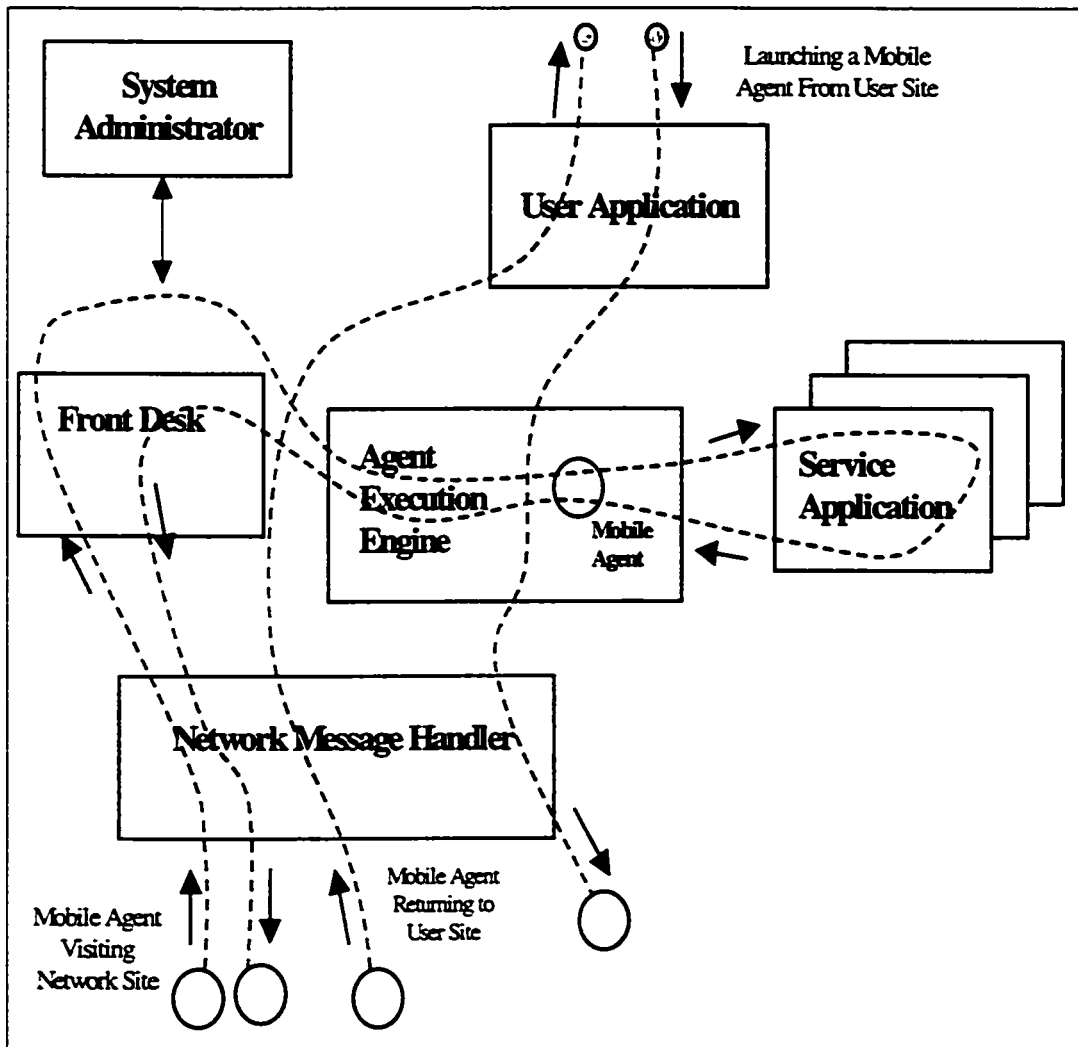 System
Administrator
Launching a Mobile
Agent From User Site
User Application
Front Desk
Agent
Execution
Engine
Mobile
Agent
Service
Application
Network Message Handler
Mobile Agent
Visiting
Network Site
Mobile Agent
Returning to
User Site